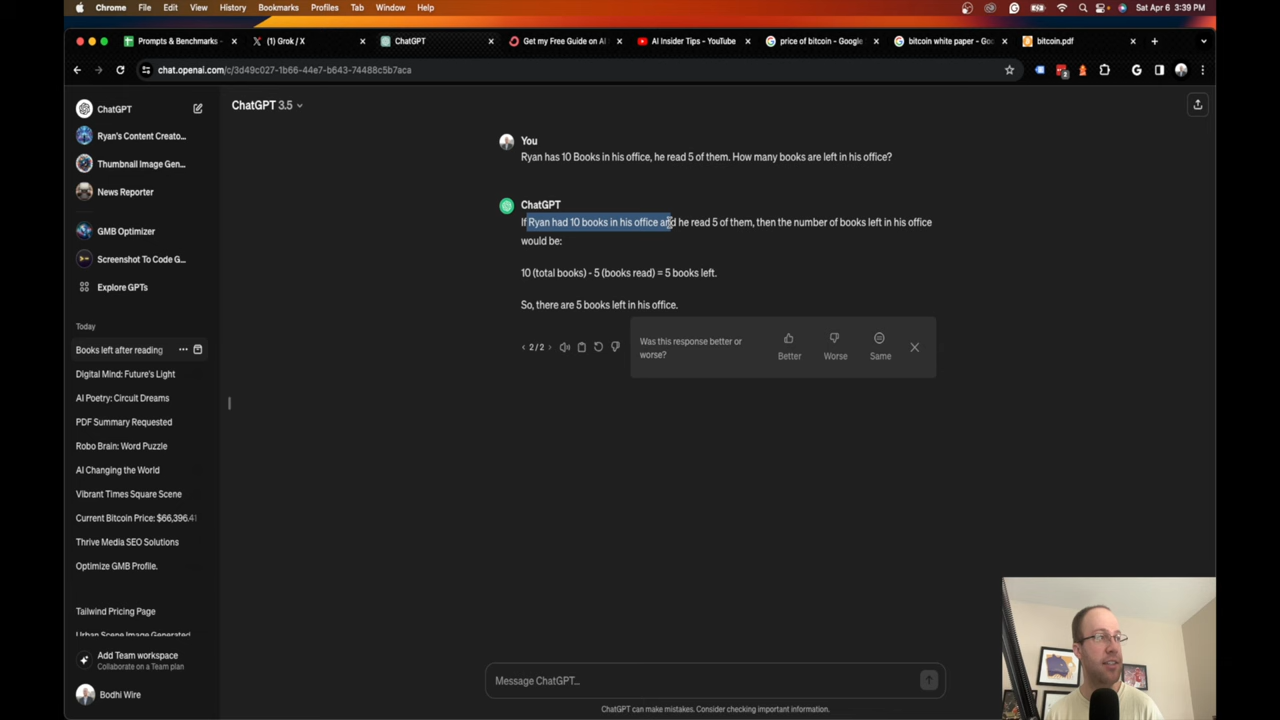 Chrome File Edit View History Bookmarks Profiles Tab Window Help Sat Apr 6 3:39 PM
Prompts & Benchmarks - (1) Grok / X ChatGPT Get my Free Guide on AI AI Insider Tips - YouTube price of bitcoin - Google bitcoin white paper - Goo bitcoin.pdf
chat.openai.com/c/3d49c027-1b66-44e7-b643-74488c5b7aca
ChatGPT
Ryan's Content Creato...
Thumbnail Image Gen...
News Reporter
GMB Optimizer
Screenshot To Code G...
Explore GPTs
Today
Books left after reading
Digital Mind: Future's Light
AI Poetry: Circuit Dreams
PDF Summary Requested
Robo Brain: Word Puzzle
AI Changing the World
Vibrant Times Square Scene
Current Bitcoin Price: $66,396.41
Thrive Media SEO Solutions
Optimize GMB Profile.
Tailwind Pricing Page
Urban Scene Image Generated
Add Team workspace
Collaborate on a Team plan
Bodhi Wire
ChatGPT 3.5
You
Ryan has 10 Books in his office, he read 5 of them. How many books are left in his office?
ChatGPT
If Ryan had 10 books in his office and he read 5 of them, then the number of books left in his office
would be:
10 (total books) - 5 (books read) = 5 books left.
So, there are 5 books left in his office.
2/2
Was this response better or
worse?
Better Worse Same
Message ChatGPT...
ChatGPT can make mistakes. Consider checking important information.